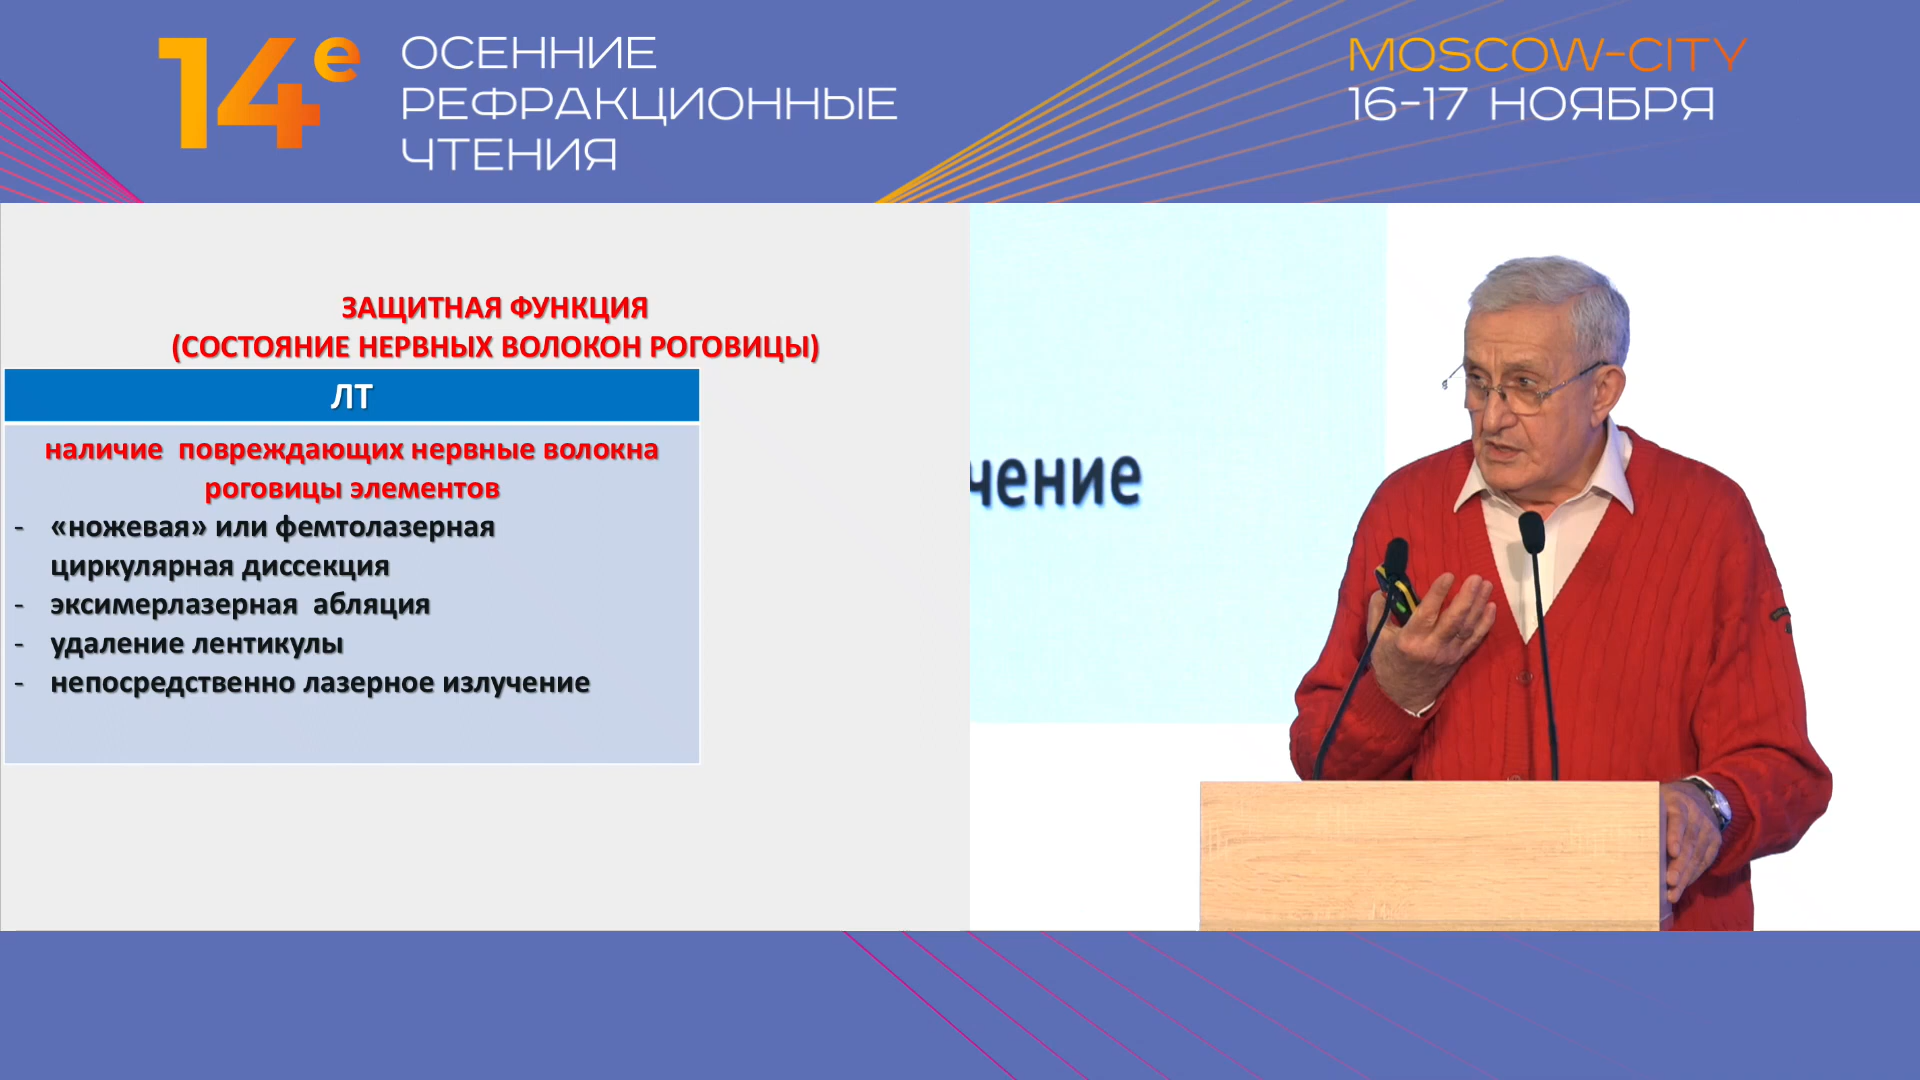 14е
ОСЕННИЕ
РЕФРАКЦИОННЫЕ
ЧТЕНИЯ
MOSCOW-CITY
16-17 НОЯБРЯ
ЗАЩИТНАЯ ФУНКЦИЯ
(СОСТОЯНИЕ НЕРВНЫХ ВОЛОКОН РОГОВИЦЫ)
ЛТ
наличие повреждающих нервные волокна
роговицы элементов
- «ножевая» или фемтолазерная
циркулярная диссекция
- эксимерлазерная абляция
- удаление лентикулы
- непосредственно лазерное излучение
чение